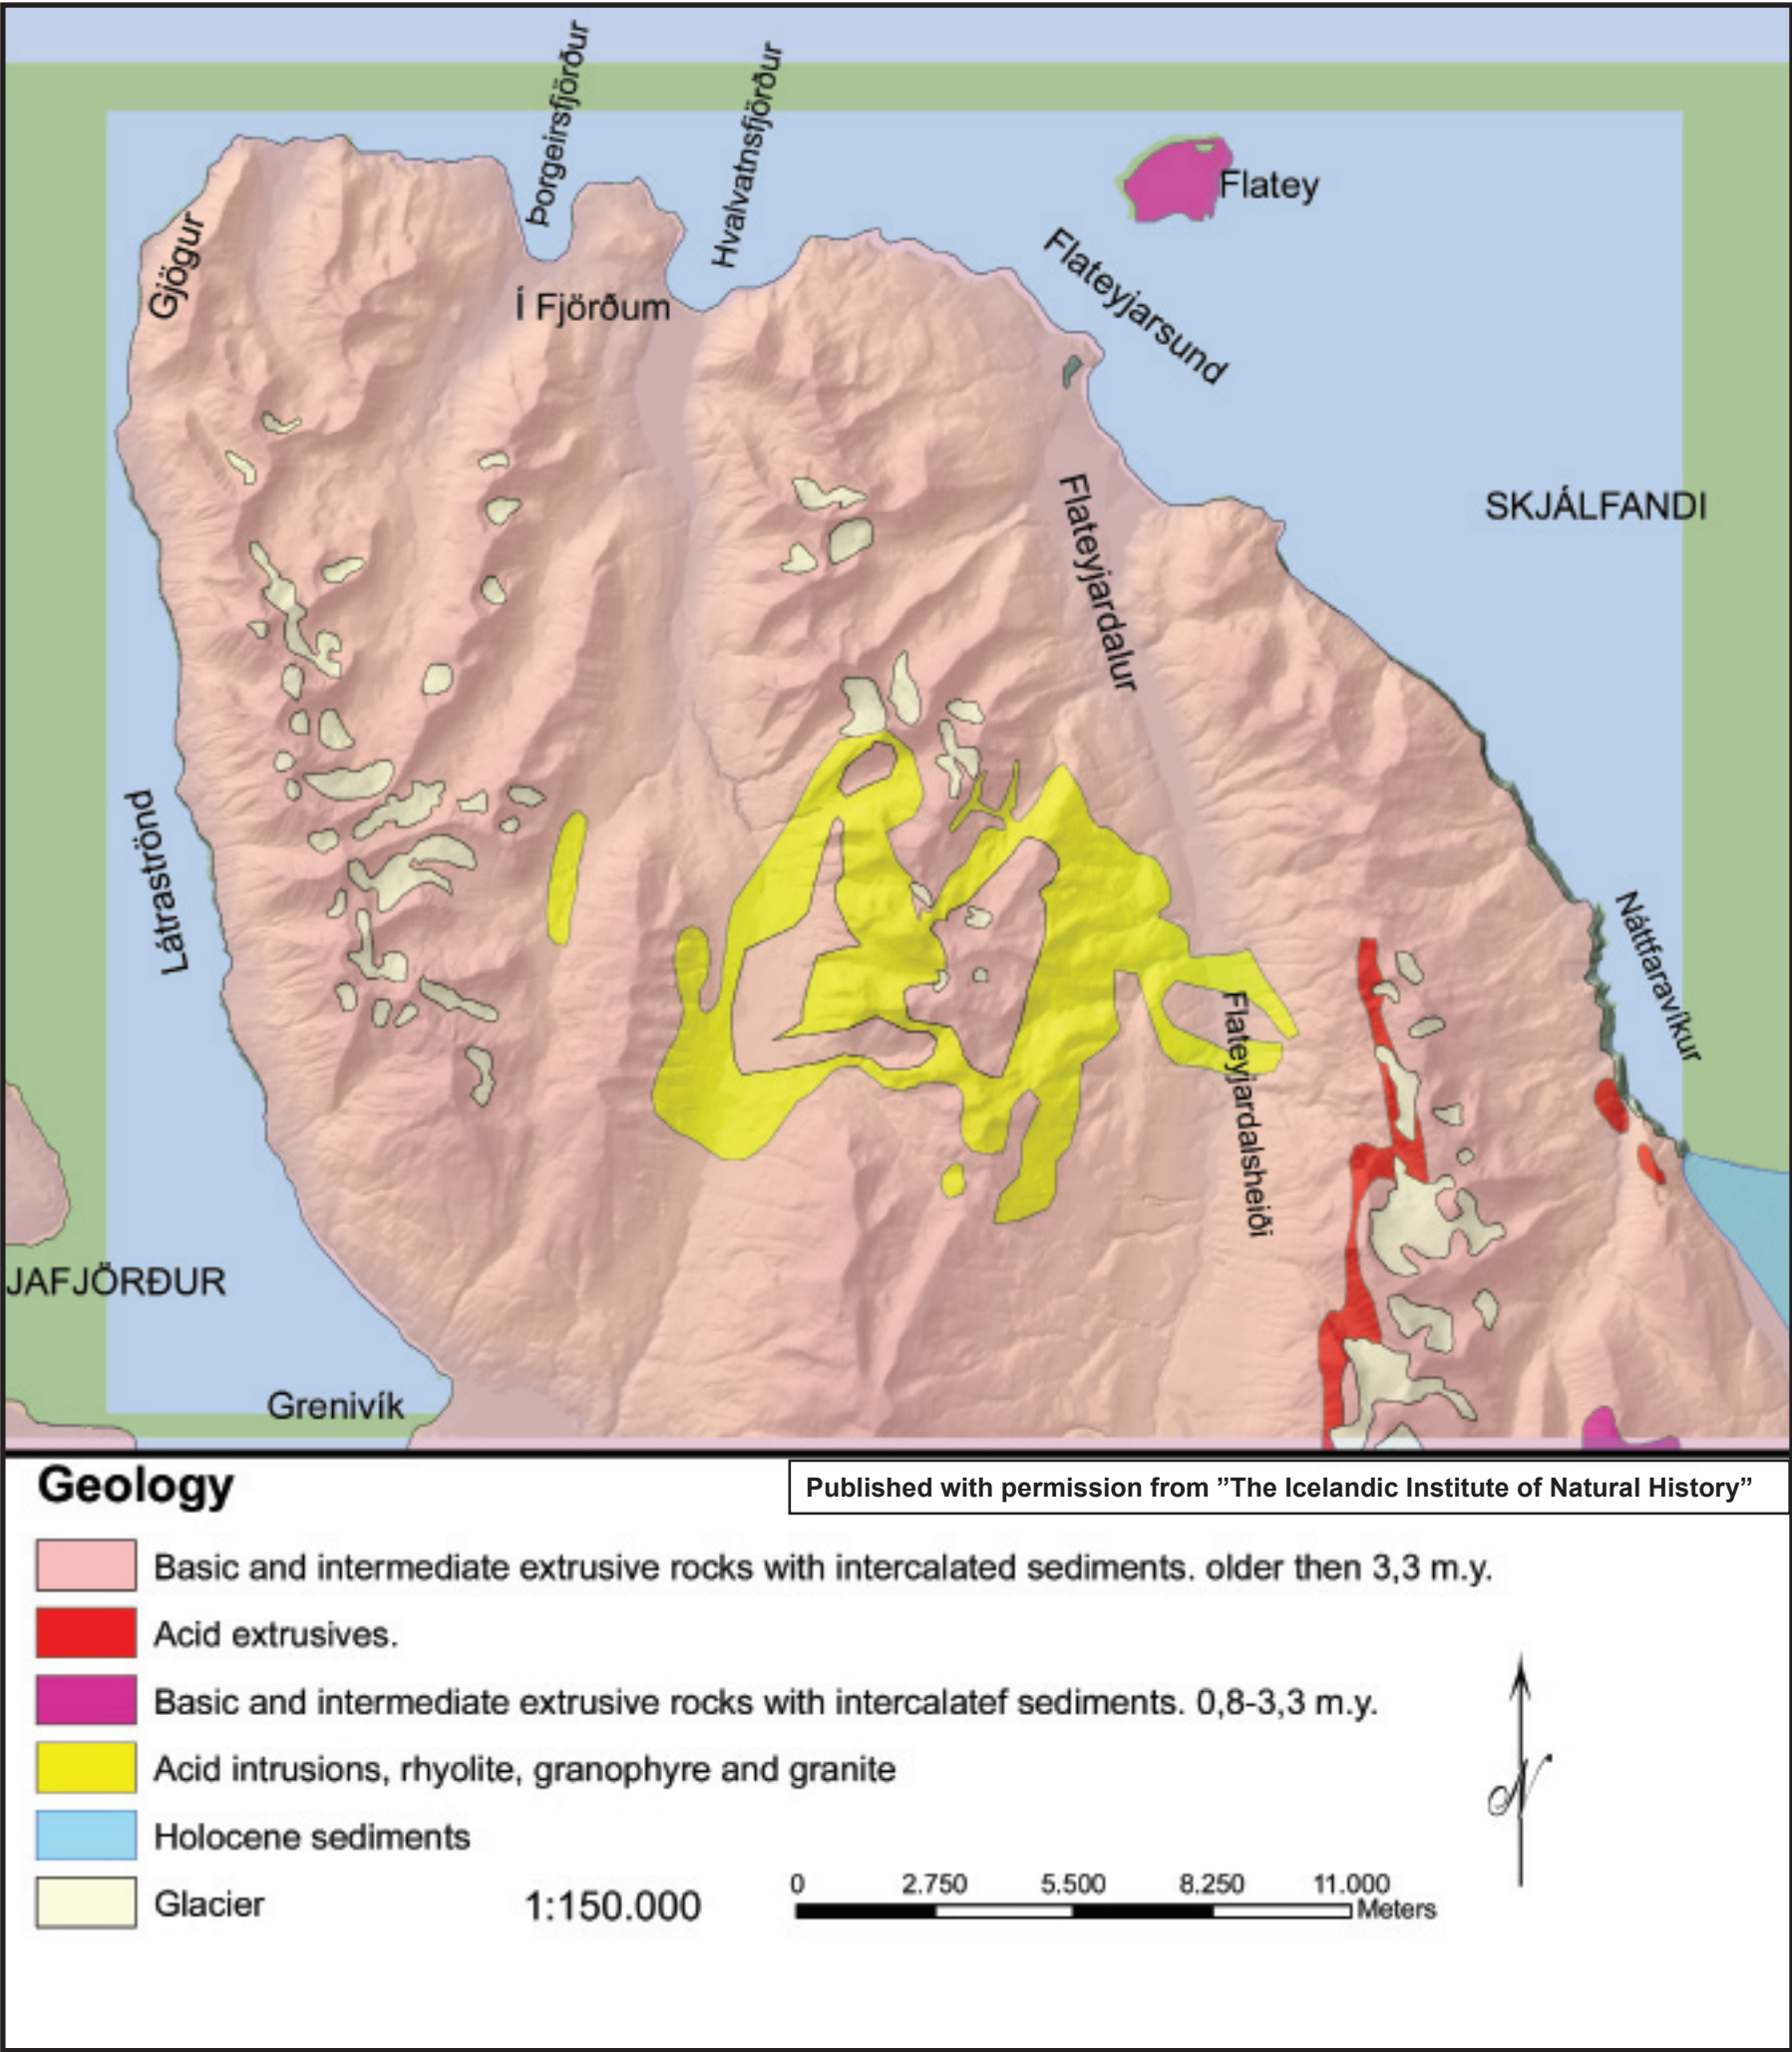 Þorgeirsfjörður
Hvalvatnsfjörður
Flatey
Gjögur
Flateyjarsund
Í Fjörðum
SKJÁLFANDI
Flateyjardalur
Látraströnd
Náttfaravíkur
Flateyjardalsheiði
JAFJÖRÐUR
Grenivík
Geology
Published with permission from ”The Icelandic Institute of Natural History”
Basic and intermediate extrusive rocks with intercalated sediments. older then 3,3 m.y.
Acid extrusives.
Basic and intermediate extrusive rocks with intercalatef sediments. 0,8-3,3 m.y.
Acid intrusions, rhyolite, granophyre and granite
Holocene sediments
Glacier
1:150.000
0 2.750 5.500 8.250 11.000
Meters
N